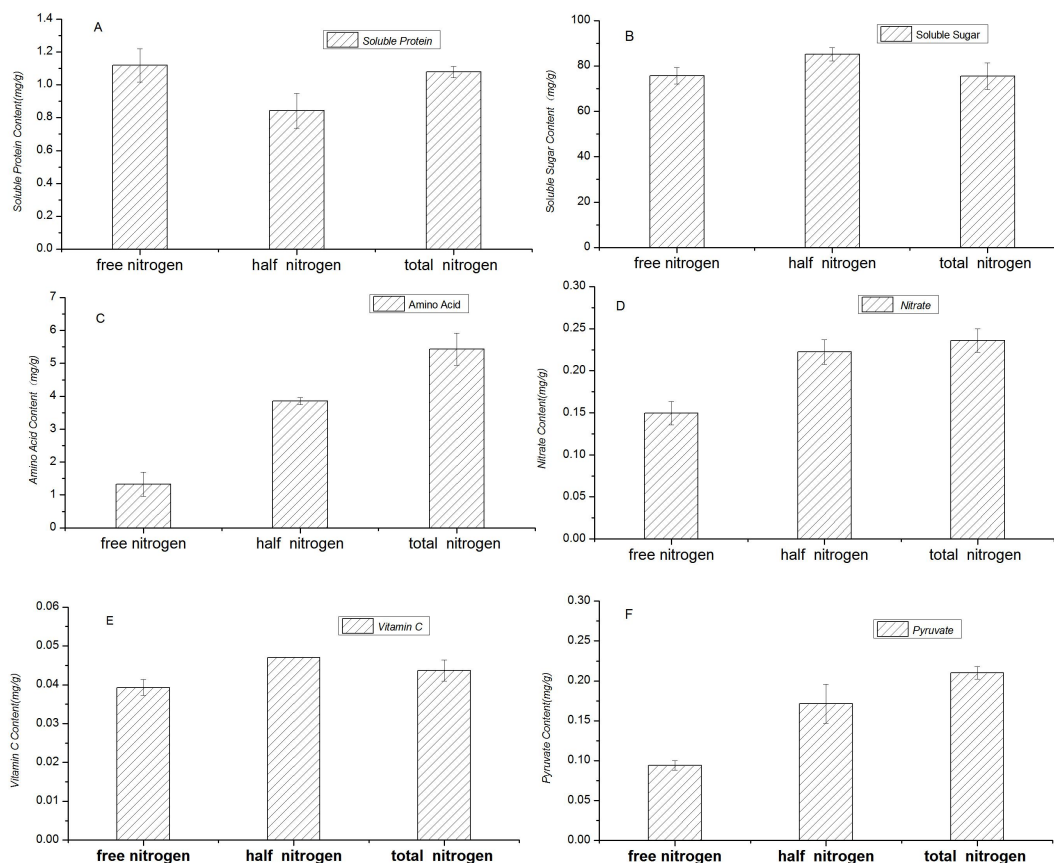 A
Soluble Protein
Soluble Protein Content(mg/g)
1.4
1.2
1.0
0.8
0.6
0.4
0.2
0.0
free nitrogen
half nitrogen
total nitrogen
B
Soluble Sugar
Soluble Sugar Content（mg/g)
100
80
60
40
20
0
free nitrogen
half nitrogen
total nitrogen
C
Amino Acid
Amino Acid Content（mg/g)
7
6
5
4
3
2
1
0
free nitrogen
half nitrogen
total nitrogen
D
Nitrate
Nitrate Content(mg/g)
0.30
0.25
0.20
0.15
0.10
0.05
0.00
free nitrogen
half nitrogen
total nitrogen
E
Vitamin C
Vitamin C Content(mg/g)
0.06
0.05
0.04
0.03
0.02
0.01
0.00
free nitrogen
half nitrogen
total nitrogen
F
Pyruvate
Pyruvate Content(mg/g)
0.30
0.25
0.20
0.15
0.10
0.05
0.00
free nitrogen
half nitrogen
total nitrogen